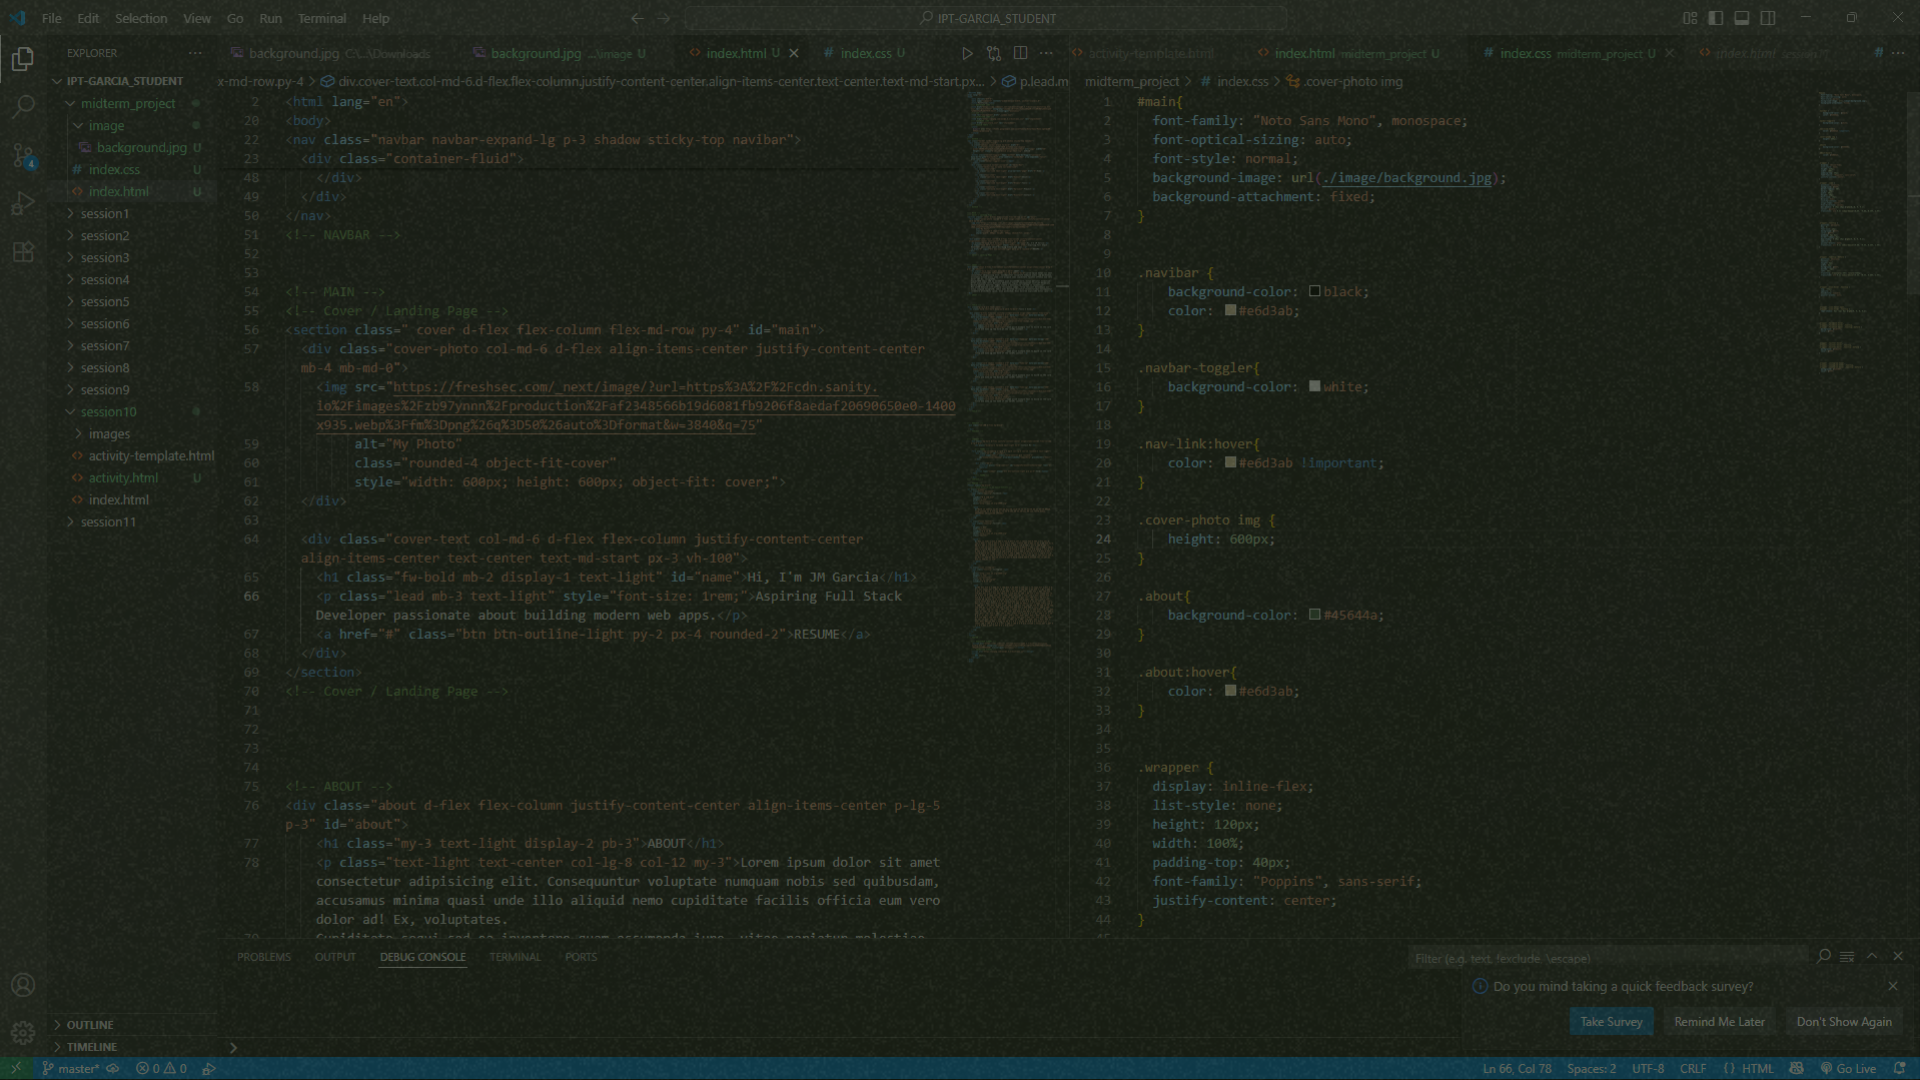 File Edit Selection View Go Run Terminal Help
IPT-GARCIA_STUDENT
EXPLORER
IPT-GARCIA_STUDENT
midterm_project
image
background.jpg U
index.css U
index.html U
session1
session2
session3
session4
session5
session6
session7
session8
session9
session10
images
activity-template.html
activity.html U
index.html
session11
OUTLINE
TIMELINE
background.jpg C:\...\Downloads background.jpg ...\image U index.html U index.css U
x-md-row.py-4 > div.cover-text.col-md-6.d-flex.flex-column.justify-content-center.align-items-center.text-center.text-md-start.px... > p.lead.m
2 <html lang="en">
20 <body>
22 <nav class="navbar navbar-expand-lg p-3 shadow sticky-top navibar">
23 <div class="container-fluid">
48 </div>
49 </div>
50 </nav>
51 <!-- NAVBAR -->
52
53
54 <!-- MAIN -->
55 <!-- Cover / Landing Page -->
56 <section class=" cover d-flex flex-column flex-md-row py-4" id="main">
57 <div class="cover-photo col-md-6 d-flex align-items-center justify-content-center
mb-4 mb-md-0">
58 <img src="https://freshsec.com/_next/image/?url=https%3A%2F%2Fcdn.sanity.
io%2Fimages%2Fzb97ynnn%2Fproduction%2Faf2348566b19d6081fb9206f8aedaf20690650e0-1400
x935.webp%3Ffm%3Dpng%26q%3D50%26auto%3Dformat&w=3840&q=75"
59 alt="My Photo"
60 class="rounded-4 object-fit-cover"
61 style="width: 600px; height: 600px; object-fit: cover;">
62 </div>
63
64 <div class="cover-text col-md-6 d-flex flex-column justify-content-center
align-items-center text-center text-md-start px-3 vh-100">
65 <h1 class="fw-bold mb-2 display-1 text-light" id="name">Hi, I'm JM Garcia</h1>
66 <p class="lead mb-3 text-light" style="font-size: 1rem;">Aspiring Full Stack
Developer passionate about building modern web apps.</p>
67 <a href="#" class="btn btn-outline-light py-2 px-4 rounded-2">RESUME</a>
68 </div>
69 </section>
70 <!-- Cover / Landing Page -->
71
72
73
74
75 <!-- ABOUT -->
76 <div class="about d-flex flex-column justify-content-center align-items-center p-lg-5
p-3" id="about">
77 <h1 class="my-3 text-light display-2 pb-3">ABOUT</h1>
78 <p class="text-light text-center col-lg-8 col-12 my-3">Lorem ipsum dolor sit amet
consectetur adipisicing elit. Consequuntur voluptate numquam nobis sed quibusdam,
accusamus minima quasi unde illo aliquid nemo cupiditate facilis officia eum vero
dolor ad! Ex, voluptates.
activity-template.html index.html midterm_project U index.css midterm_project U index.html
midterm_project > index.css > .cover-photo img
1 #main{
2 font-family: "Noto Sans Mono", monospace;
3 font-optical-sizing: auto;
4 font-style: normal;
5 background-image: url(./image/background.jpg);
6 background-attachment: fixed;
7 }
8
9
10 .navibar {
11 background-color: black;
12 color: #e6d3ab;
13 }
14
15 .navbar-toggler{
16 background-color: white;
17 }
18
19 .nav-link:hover{
20 color: #e6d3ab !important;
21 }
22
23 .cover-photo img {
24 height: 600px;
25 }
26
27 .about{
28 background-color: #45644a;
29 }
30
31 .about:hover{
32 color: #e6d3ab;
33 }
34
35
36 .wrapper {
37 display: inline-flex;
38 list-style: none;
39 height: 120px;
40 width: 100%;
41 padding-top: 40px;
42 font-family: "Poppins", sans-serif;
43 justify-content: center;
44 }
PROBLEMS OUTPUT DEBUG CONSOLE TERMINAL PORTS
Filter (e.g. text, !exclude, \escape)
Do you mind taking a quick feedback survey?
Take Survey Remind Me Later Don't Show Again
master* 0 0
Ln 66, Col 78 Spaces: 2 UTF-8 CRLF {} HTML Go Live